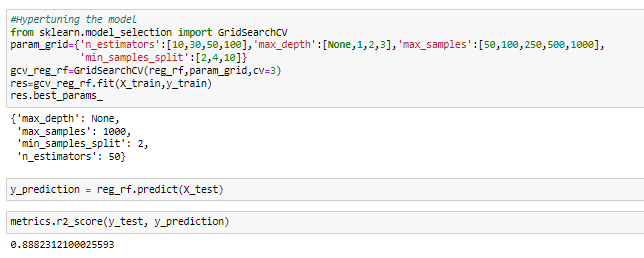 #Hypertuning the model
from sklearn.model_selection import GridSearchCV
param_grid={'n_estimators':[10,30,50,100],'max_depth':[None,1,2,3],'max_samples':[50,100,250,500,1000],
'min_samples_split':[2,4,10]}
gcv_reg_rf=GridSearchCV(reg_rf,param_grid,cv=3)
res=gcv_reg_rf.fit(X_train,y_train)
res.best_params_
{'max_depth': None,
'max_samples': 1000,
'min_samples_split': 2,
'n_estimators': 50}
y_prediction = reg_rf.predict(X_test)
metrics.r2_score(y_test, y_prediction)
0.8882312100025593